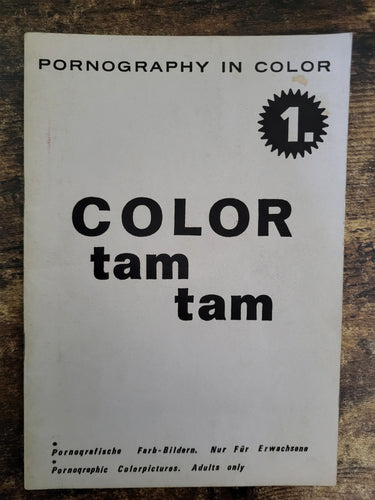 PORNOGRAPHY IN COLOR
1.
COLOR
tam
tam
Pornografische Farb-Bildern. Nur Für Erwachsene
Pornographic Colorpictures. Adults only